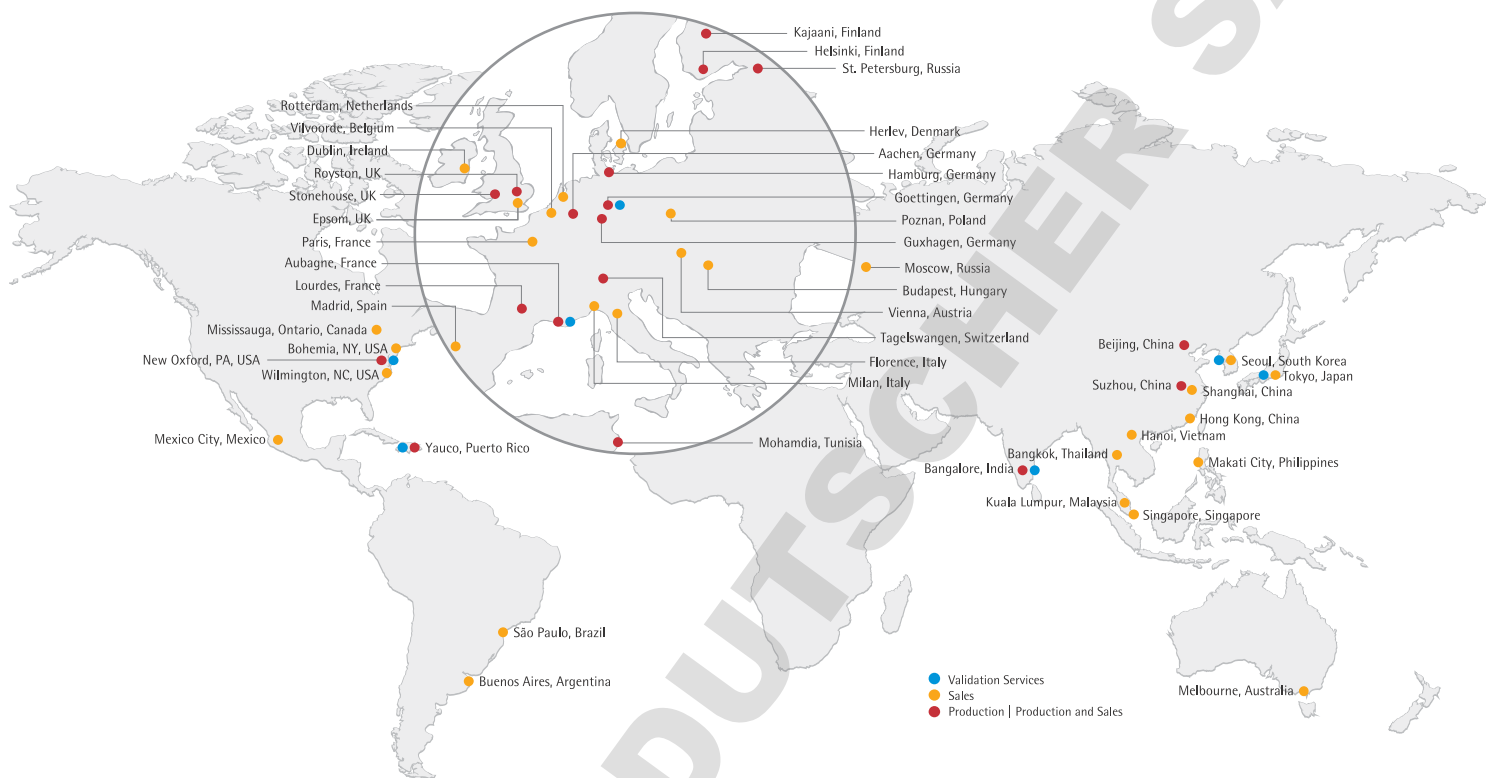 Kajaani, Finland
Helsinki, Finland
St. Petersburg, Russia
Rotterdam, Netherlands
Vilvoorde, Belgium
Dublin, Ireland
Royston, UK
Stonehouse, UK
Epsom, UK
Paris, France
Aubagne, France
Lourdes, France
Madrid, Spain
Mississauga, Ontario, Canada
Bohemia, NY, USA
New Oxford, PA, USA
Wilmington, NC, USA
Mexico City, Mexico
Yauco, Puerto Rico
Herlev, Denmark
Aachen, Germany
Hamburg, Germany
Goettingen, Germany
Poznan, Poland
Guxhagen, Germany
Moscow, Russia
Budapest, Hungary
Vienna, Austria
Tagelswangen, Switzerland
Florence, Italy
Milan, Italy
Mohamdia, Tunisia
Beijing, China
Seoul, South Korea
Tokyo, Japan
Suzhou, China
Shanghai, China
Hong Kong, China
Hanoi, Vietnam
Bangkok, Thailand
Makati City, Philippines
Bangalore, India
Kuala Lumpur, Malaysia
Singapore, Singapore
São Paulo, Brazil
Buenos Aires, Argentina
Melbourne, Australia
Validation Services
Sales
Production | Production and Sales
DUTSCHER